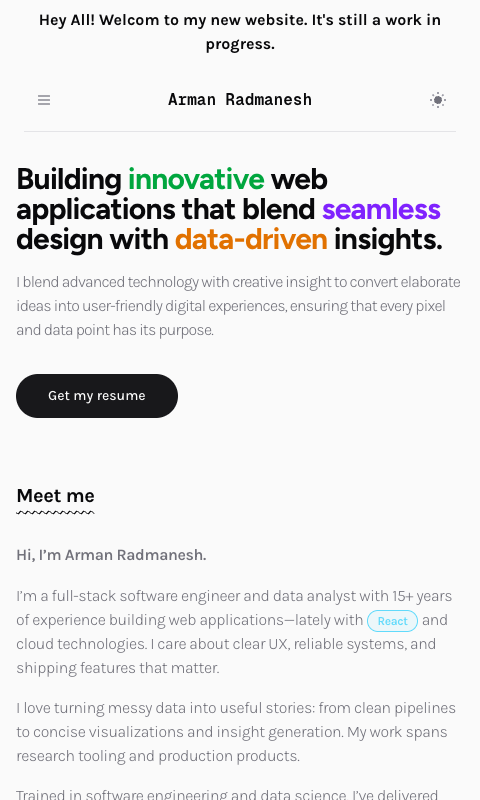 Hey All! Welcom to my new website. It's still a work in
progress.
Arman Radmanesh
Building innovative web
applications that blend seamless
design with data-driven insights.
I blend advanced technology with creative insight to convert elaborate
ideas into user-friendly digital experiences, ensuring that every pixel
and data point has its purpose.
Get my resume
Meet me
Hi, I’m Arman Radmanesh.
I’m a full-stack software engineer and data analyst with 15+ years
of experience building web applications—lately with React and
cloud technologies. I care about clear UX, reliable systems, and
shipping features that matter.
I love turning messy data into useful stories: from clean pipelines
to concise visualizations and insight generation. My work spans
research tooling and production products.
Trained in software engineering and data science, I’ve delivered